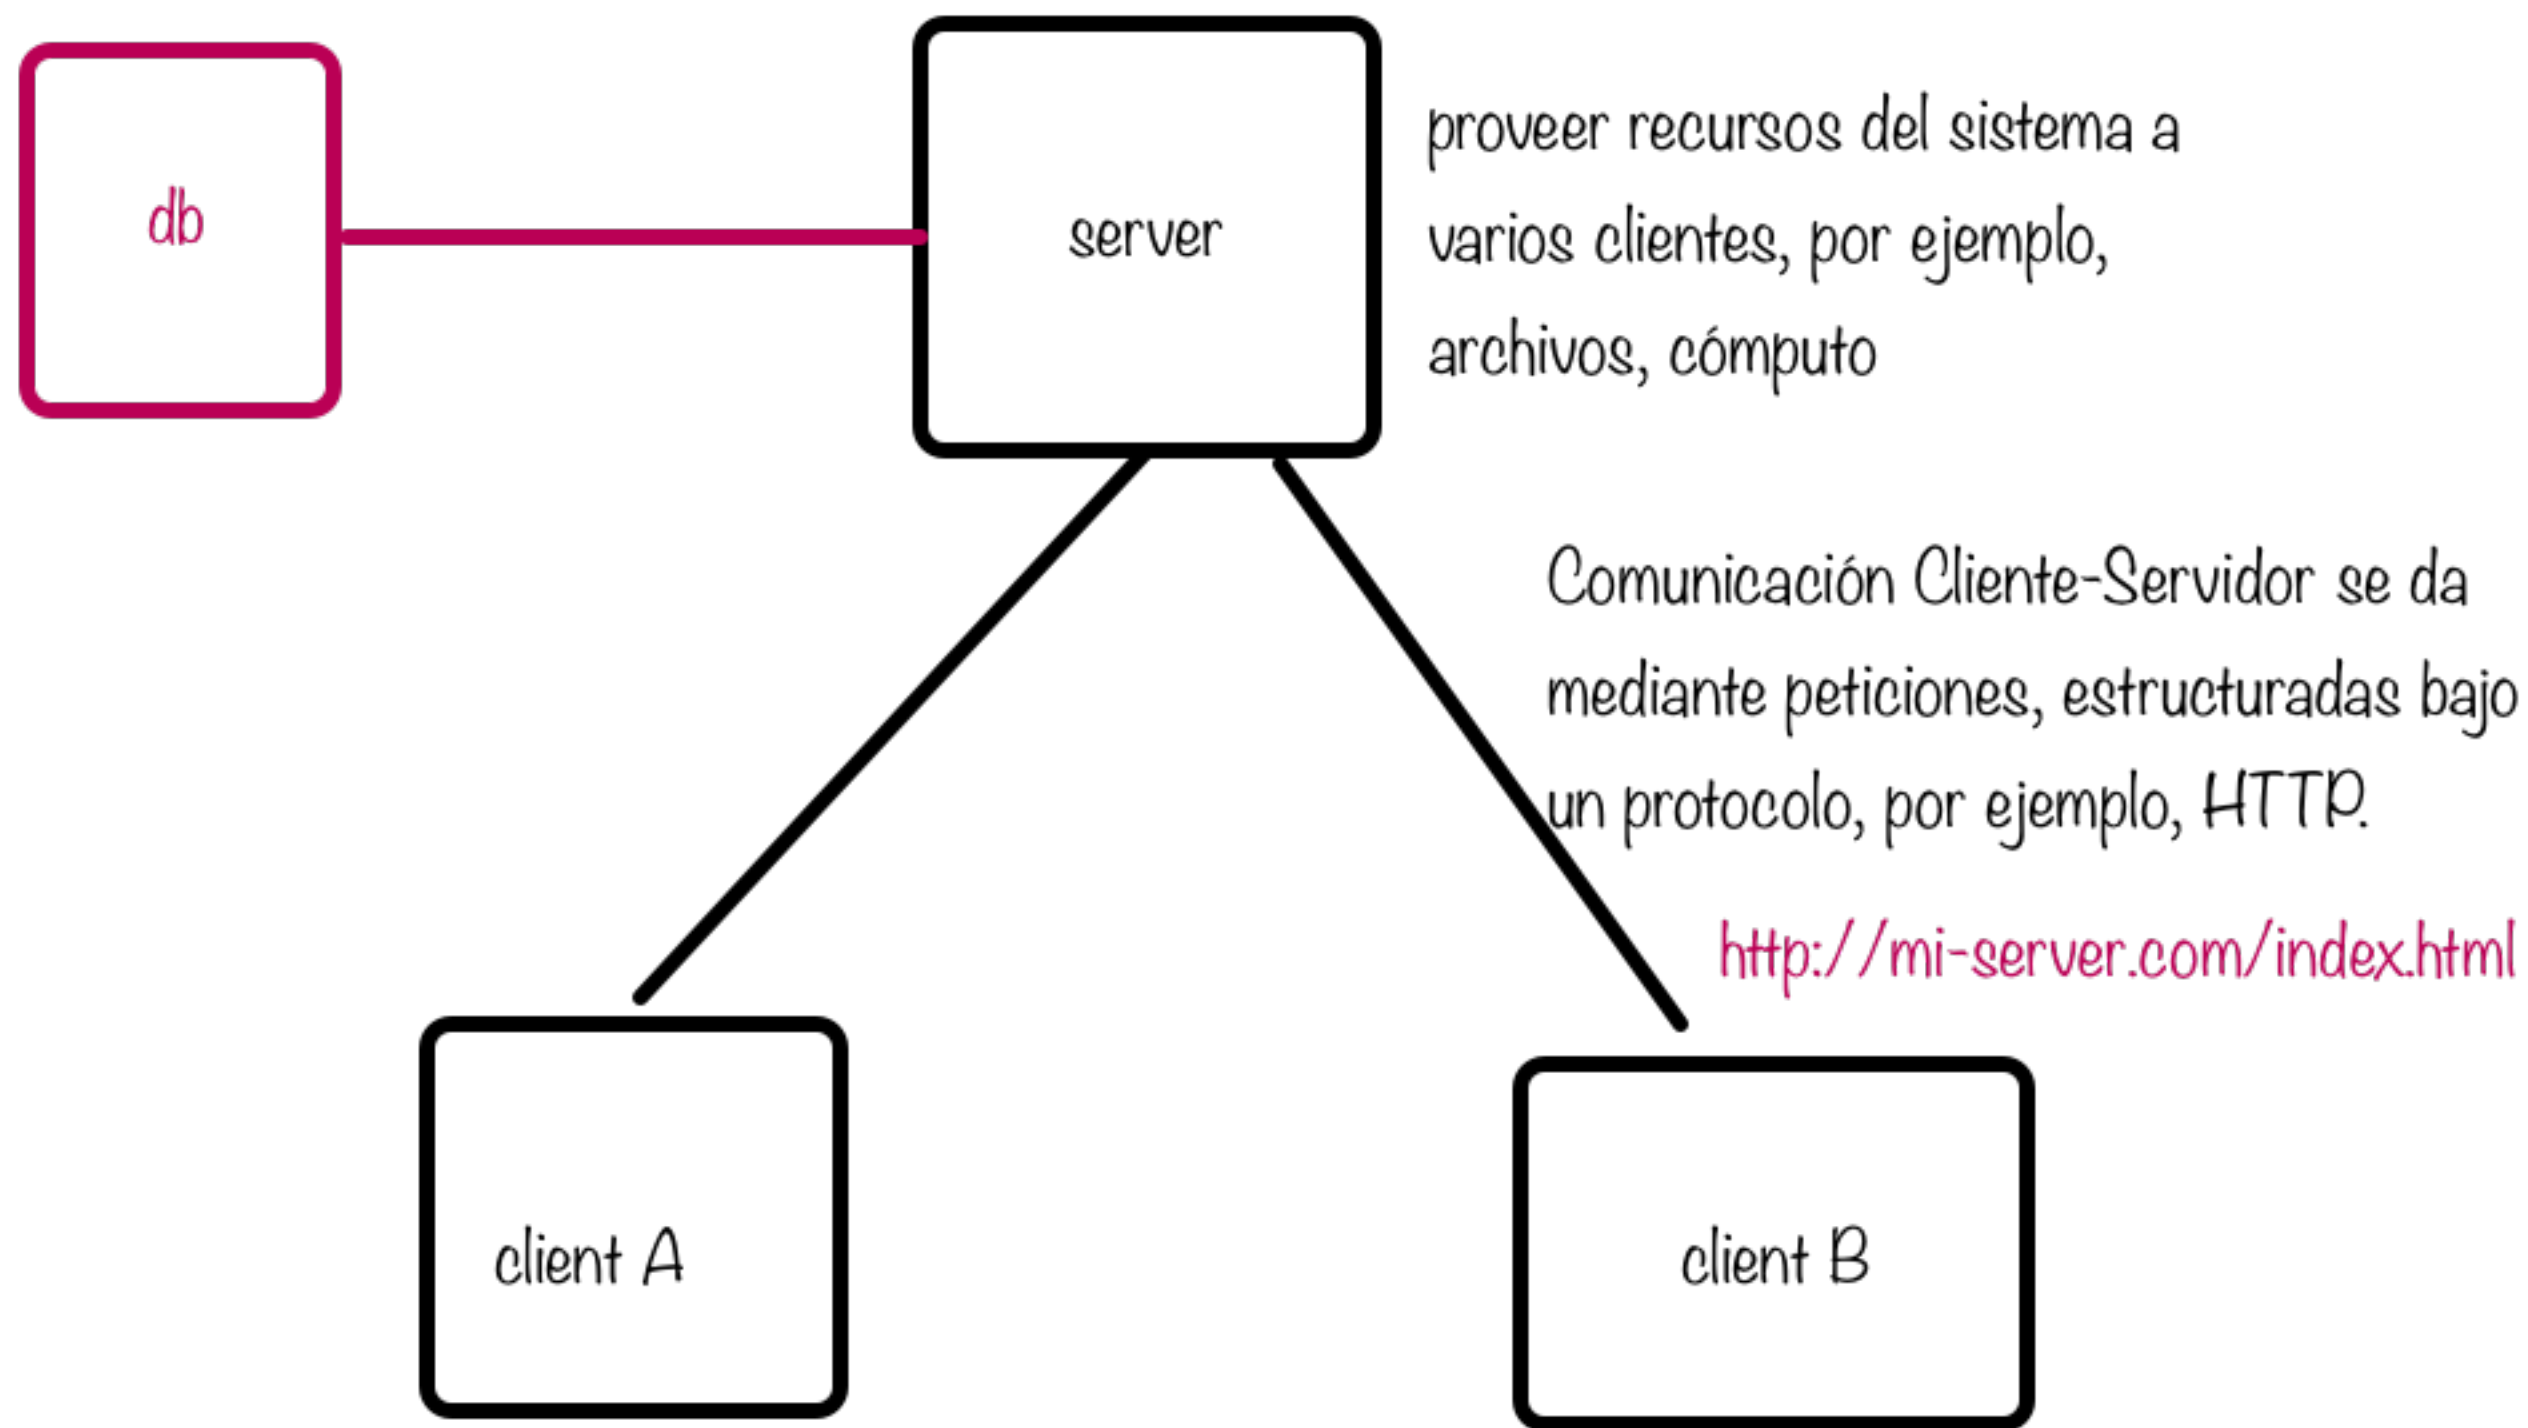 db
server
proveer recursos del sistema a
varios clientes, por ejemplo,
archivos, cómputo
Comunicación Cliente-Servidor se da
mediante peticiones, estructuradas bajo
un protocolo, por ejemplo, HTTP.
http://mi-server.com/index.html
client A
client B